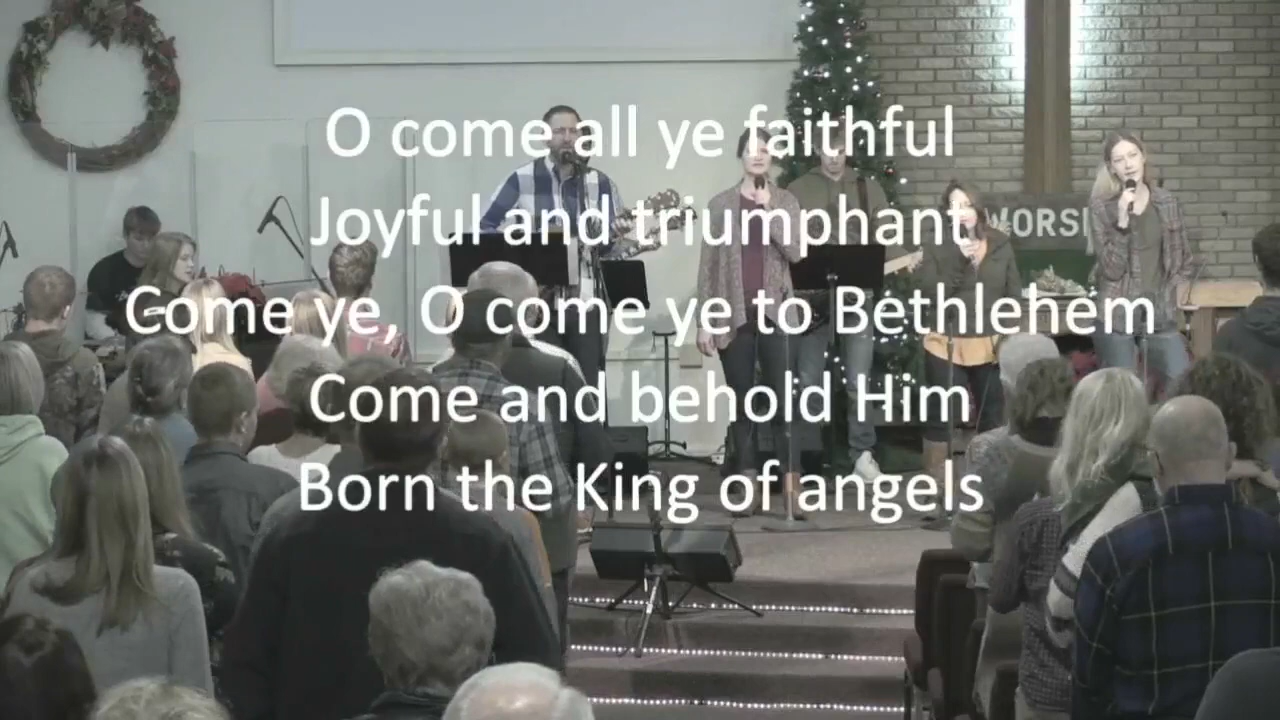 O come all ye faithful
Joyful and triumphant
Come ye, O come ye to Bethlehem
Come and behold Him
Born the King of angels